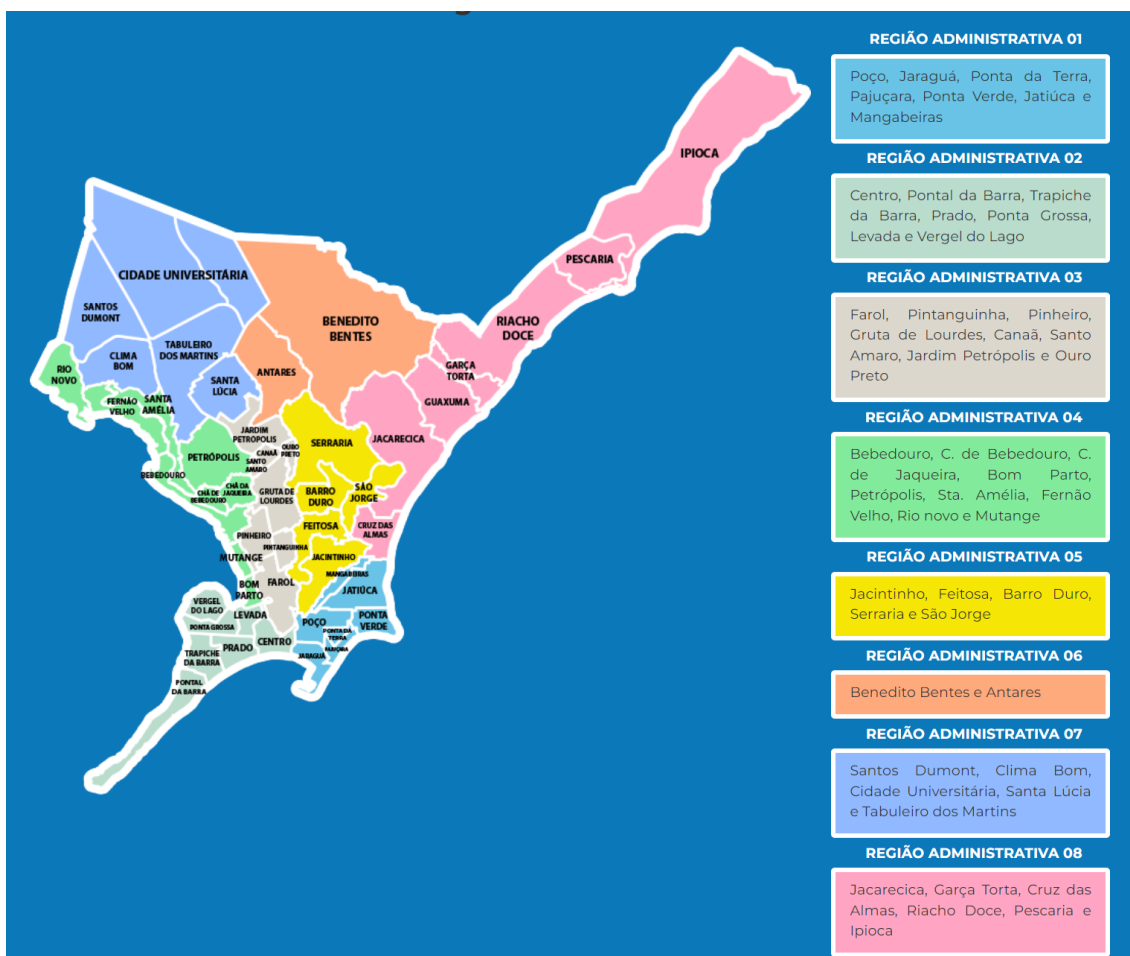 IPIOCA
PESCARIA
RIACHO
DOCE
CIDADE UNIVERSITÁRIA
SANTOS
DUMONT
BENEDITO
BENTES
TABULEIRO
DOS MARTINS
CLIMA
BOM
RIO
NOVO
SANTA
LÚCIA
ANTARES
GARÇA
TORTA
GUAXUMA
FERNÃO
VELHO
SANTA
AMÉLIA
JARDIM
PETROPOLIS
SERRARIA
JACARECICA
OURO
PRETO
CANAÃ
SANTO
AMARO
PETRÓPOLIS
BEBEDOURO
CHÃ DA
JAQUEIRA
CHÃ DE
BEBEDOURO
GRUTA DE
LOURDES
BARRO
DURO
SÃO
JORGE
FEITOSA
CRUZ DAS
ALMAS
PINHEIRO
PINTANGUINHA
JACINTINHO
MUTANGE
MANGABEIRAS
FAROL
JATIÚCA
BOM
PARTO
VERGEL
DO LAGO
LEVADA
POÇO
PONTA
VERDE
PONTA GROSSA
PONTA DA
TERRA
CENTRO
PRADO
JARAGUÁ
TRAPICHE
DA BARRA
PONTAL
DA BARRA
REGIÃO ADMINISTRATIVA 01
Poço, Jaraguá, Ponta da Terra,
Pajuçara, Ponta Verde, Jatiúca e
Mangabeiras
REGIÃO ADMINISTRATIVA 02
Centro, Pontal da Barra, Trapiche
da Barra, Prado, Ponta Grossa,
Levada e Vergel do Lago
REGIÃO ADMINISTRATIVA 03
Farol, Pintanguinha, Pinheiro,
Gruta de Lourdes, Canaã, Santo
Amaro, Jardim Petrópolis e Ouro
Preto
REGIÃO ADMINISTRATIVA 04
Bebedouro, C. de Bebedouro, C.
de Jaqueira, Bom Parto,
Petrópolis, Sta. Amélia, Fernão
Velho, Rio novo e Mutange
REGIÃO ADMINISTRATIVA 05
Jacintinho, Feitosa, Barro Duro,
Serraria e São Jorge
REGIÃO ADMINISTRATIVA 06
Benedito Bentes e Antares
REGIÃO ADMINISTRATIVA 07
Santos Dumont, Clima Bom,
Cidade Universitária, Santa Lúcia
e Tabuleiro dos Martins
REGIÃO ADMINISTRATIVA 08
Jacarecica, Garça Torta, Cruz das
Almas, Riacho Doce, Pescaria e
Ipioca